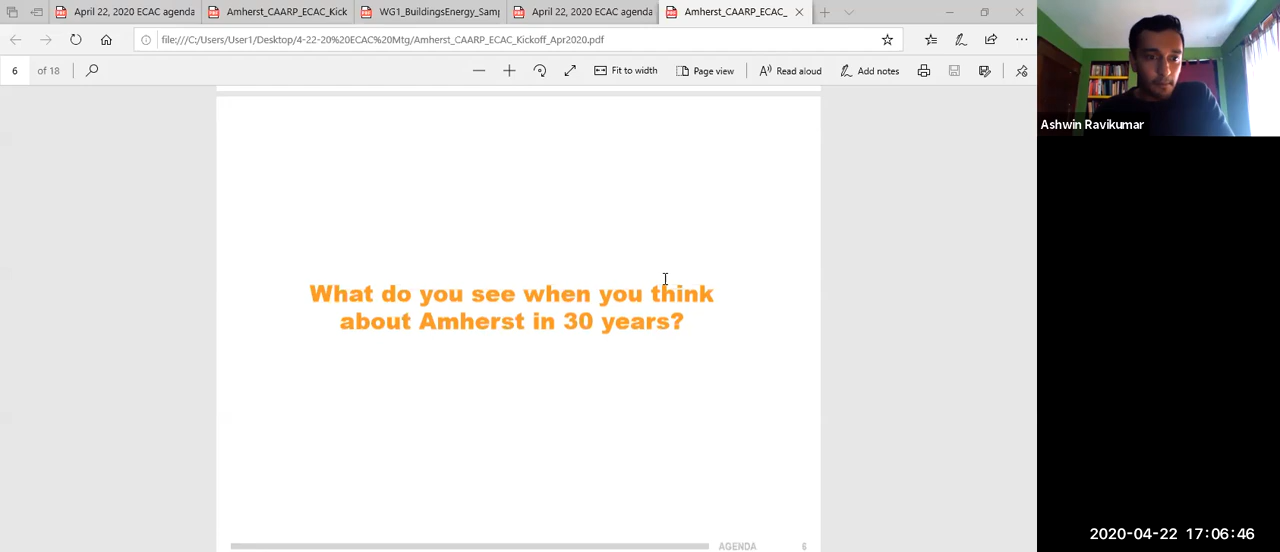 April 22, 2020 ECAC agenda
Amherst_CAARP_ECAC_Kick
WG1_BuildingsEnergy_Sam
April 22, 2020 ECAC agenda
Amherst_CAARP_ECAC_
file:///C:/Users/User1/Desktop/4-22-20%20ECAC%20Mtg/Amherst_CAARP_ECAC_Kickoff_Apr2020.pdf
6 of 18
Fit to width
Page view
Read aloud
Add notes
Ashwin Ravikumar
What do you see when you think
about Amherst in 30 years?
AGENDA 6
2020-04-22 17:06:46